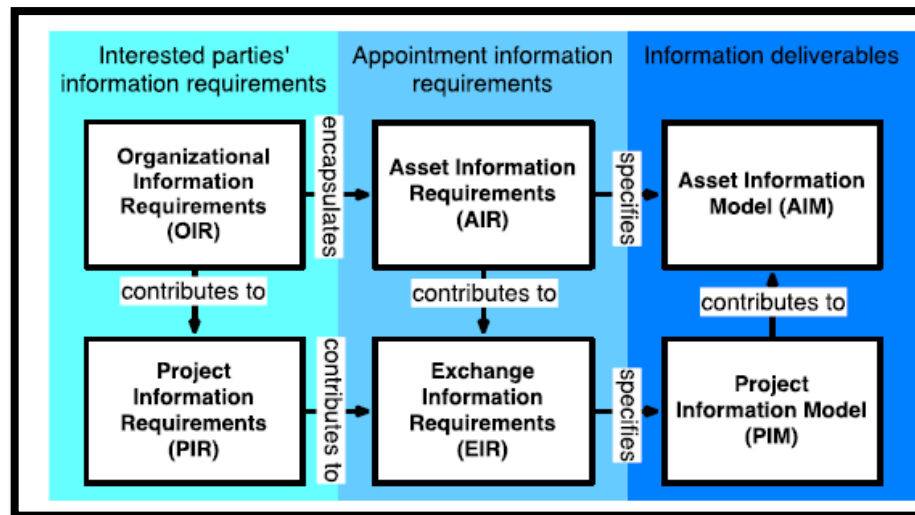 Interested parties'
information requirements
Appointment information
requirements
Information deliverables
Organizational
Information
Requirements
(OIR)
encapsulates
Asset Information
Requirements
(AIR)
specifies
Asset Information
Model (AIM)
contributes to
contributes to
contributes to
Project
Information
Requirements
(PIR)
contributes to
Exchange
Information
Requirements
(EIR)
specifies
Project
Information Model
(PIM)